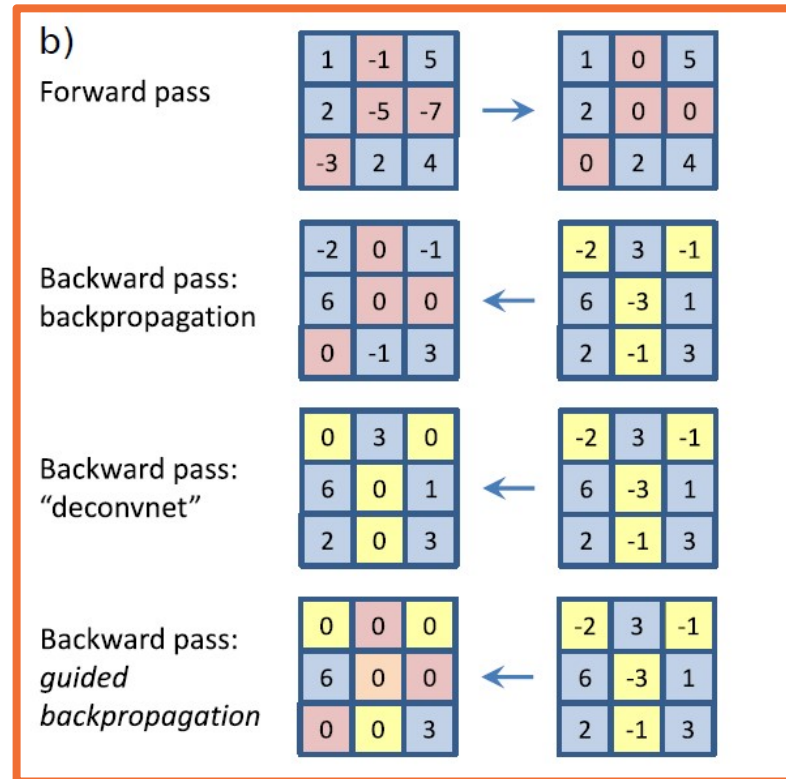 b)
Forward pass
1 -1 5 1 0 5
2 -5 -7 2 0 0
-3 2 4 0 2 4
Backward pass:
backpropagation
-2 0 -1 -2 3 -1
6 0 0 6 -3 1
0 -1 3 2 -1 3
Backward pass:
“deconvnet”
0 3 0 -2 3 -1
6 0 1 6 -3 1
2 0 3 2 -1 3
Backward pass:
guided
backpropagation
0 0 0 -2 3 -1
6 0 0 6 -3 1
0 0 3 2 -1 3